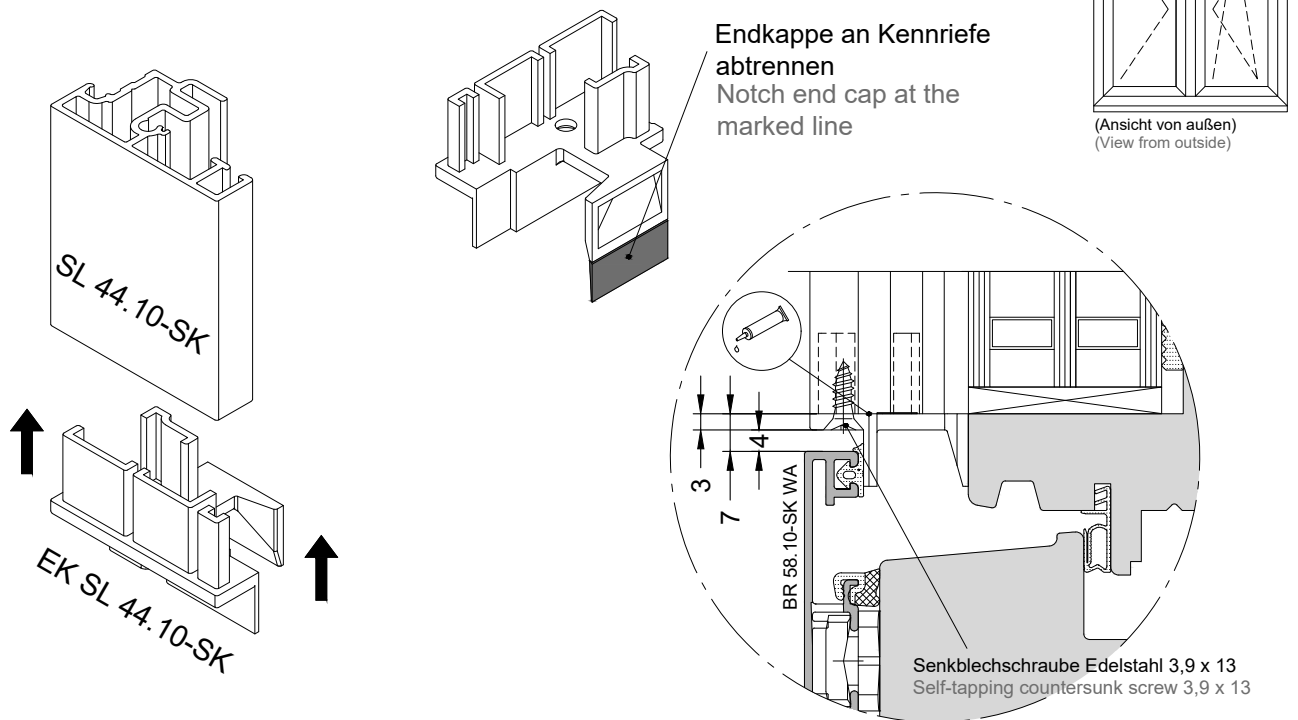 Endkappe an Kennriefe
abtrennen
Notch end cap at the
marked line
(Ansicht von außen)
(View from outside)
SL 44.10-SK
EK SL 44.10-SK
3
7
4
BR 58.10-SK WA
Senkblechschraube Edelstahl 3,9 x 13
Self-tapping countersunk screw 3,9 x 13